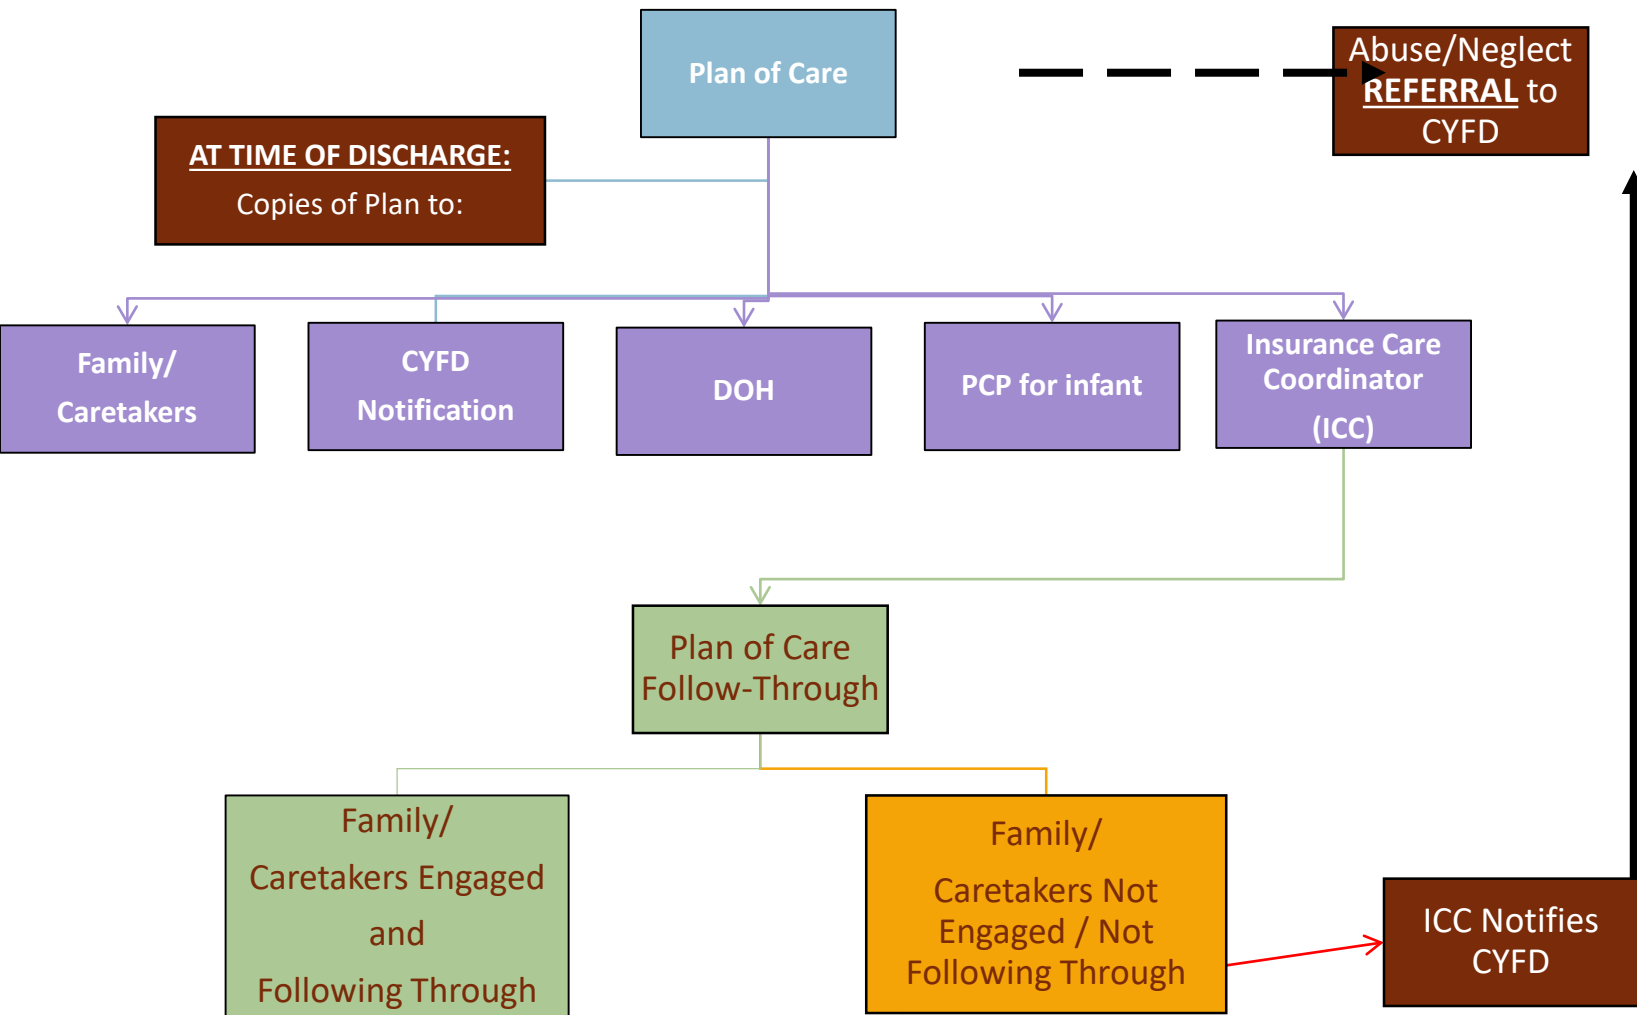 Plan of Care
Abuse/Neglect
REFERRAL to
CYFD
AT TIME OF DISCHARGE:
Copies of Plan to:
Family/
Caretakers
CYFD
Notification
DOH
PCP for infant
Insurance Care
Coordinator
(ICC)
Plan of Care
Follow-Through
Family/
Caretakers Engaged
and
Following Through
Family/
Caretakers Not
Engaged / Not
Following Through
ICC Notifies
CYFD